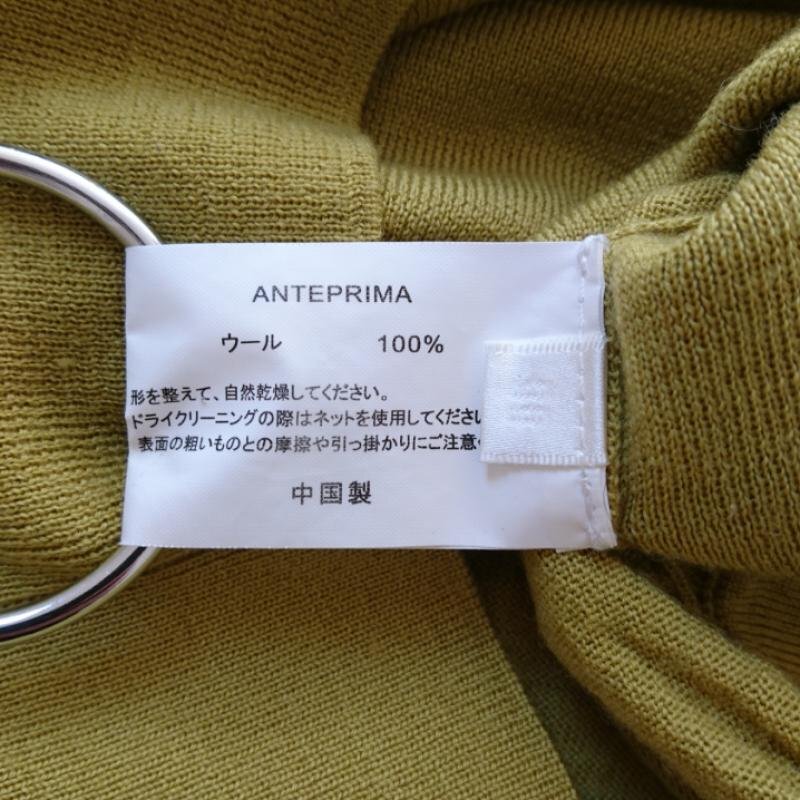 ANTEPRIMA
ウール 100%
形を整えて、自然乾燥してください。
ドライクリーニングの際はネットを使用してくださ
表面の粗いものとの摩擦や引っ掛かりにご注意
中国製